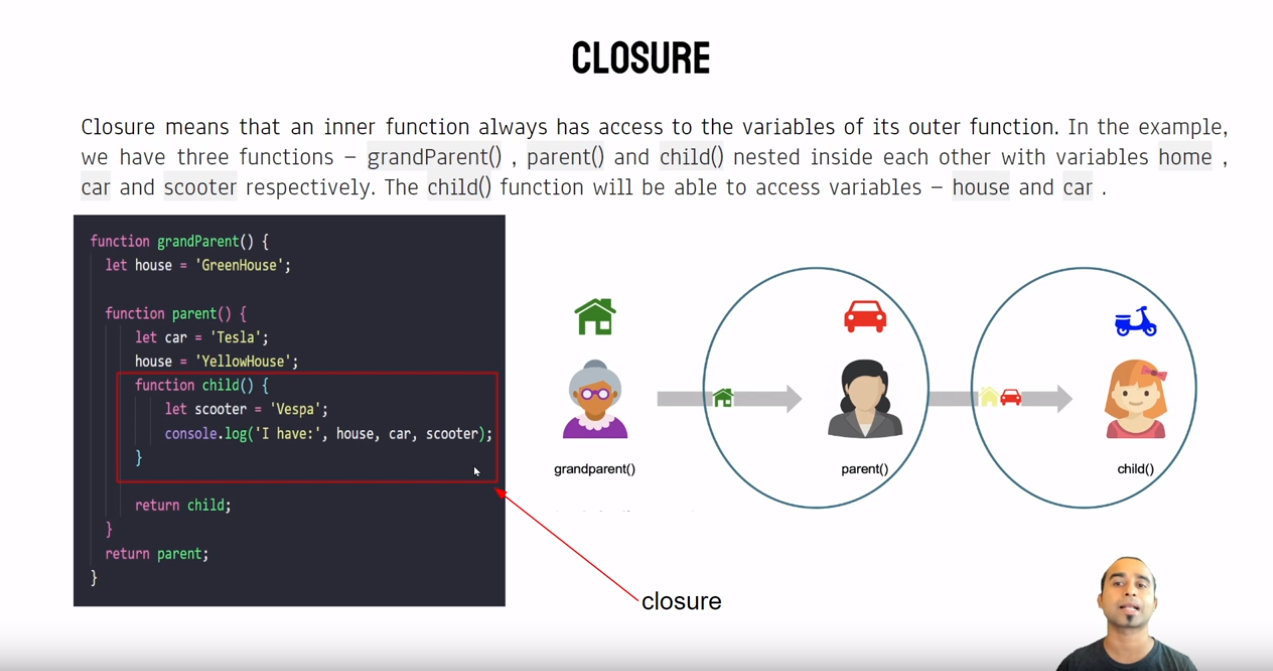 CLOSURE
Closure means that an inner function always has access to the variables of its outer function. In the example,
we have three functions – grandParent() , parent() and child() nested inside each other with variables home ,
car and scooter respectively. The child() function will be able to access variables – house and car .
function grandParent() {
let house = 'GreenHouse';
function parent() {
let car = 'Tesla';
house = 'YellowHouse';
function child() {
let scooter = 'Vespa';
console.log('I have:', house, car, scooter);
}
return child;
}
return parent;
}
grandparent()
parent()
child()
closure